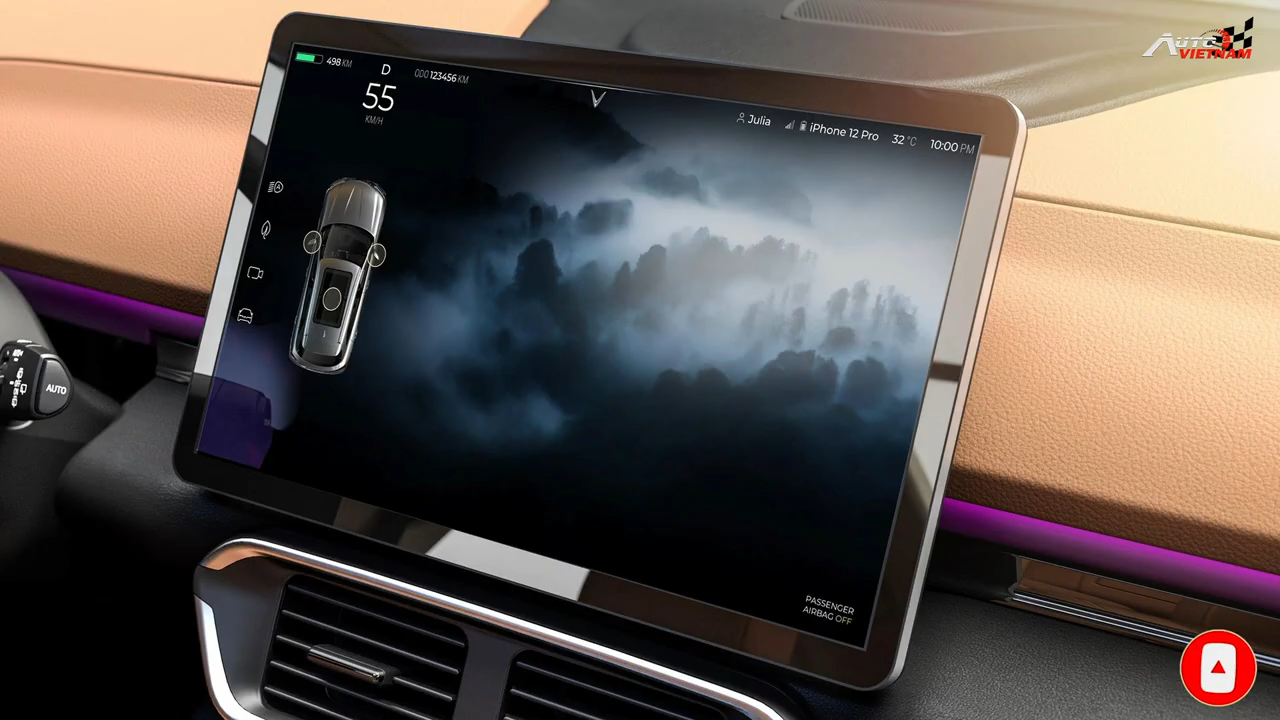 498 KM
D
ODO 123456 KM
55
KM/H
Julia
iPhone 12 Pro
32 °C
10:00 PM
AUTO
VIETNAM
AUTO
PASSENGER
AIRBAG OFF